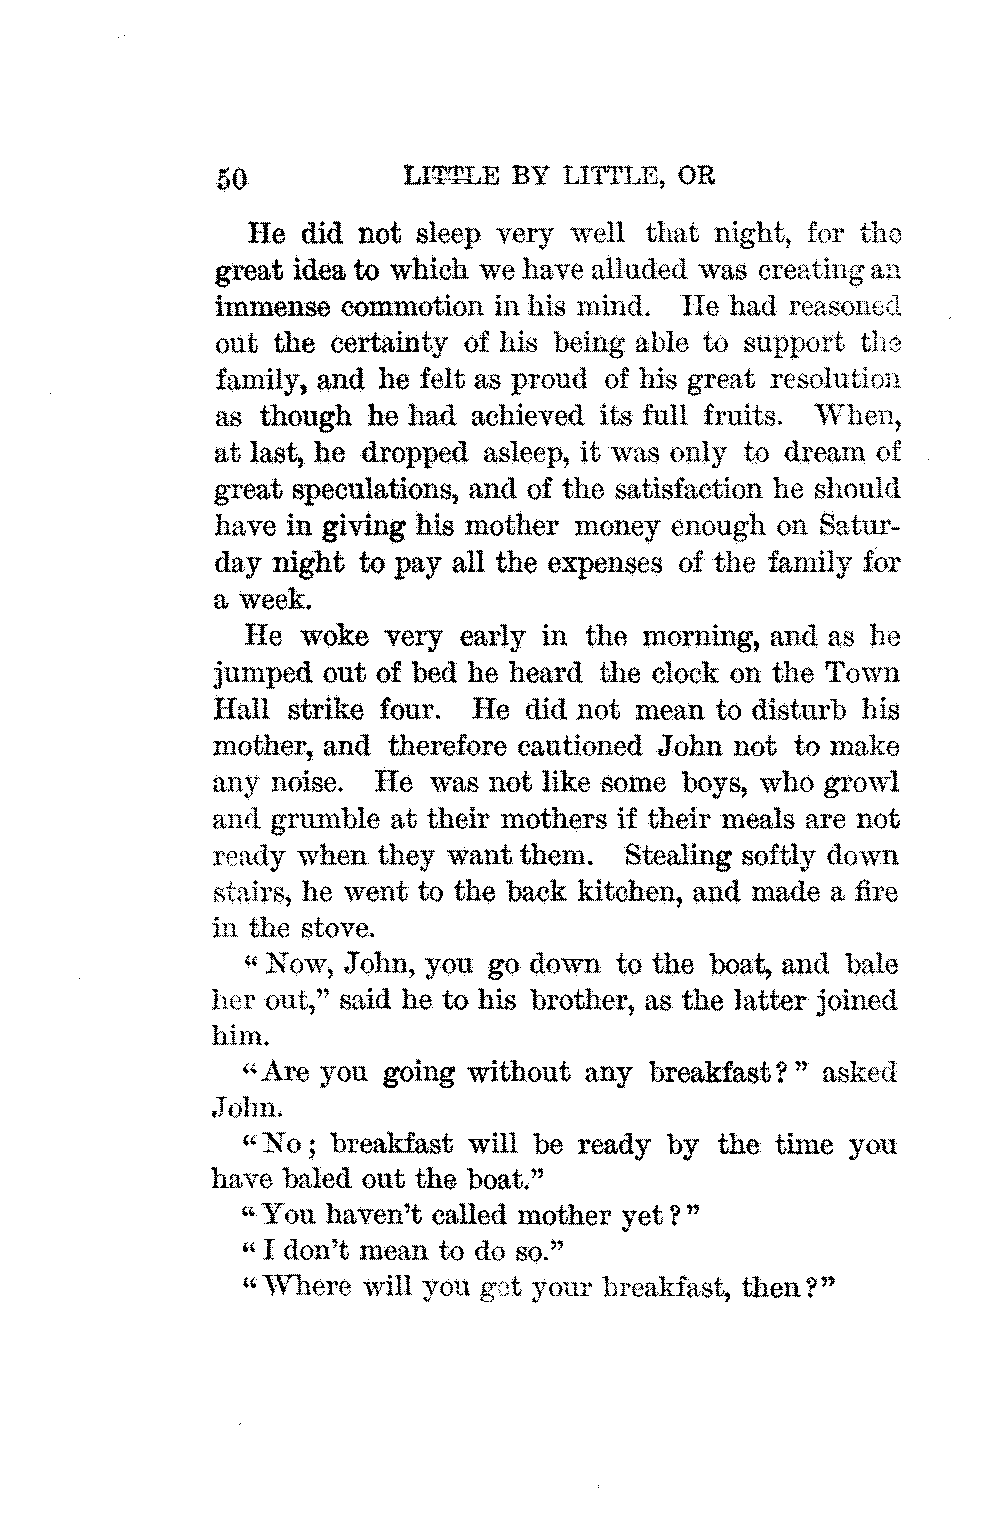 50 LITTLE BY LITTLE, OR
He did not sleep very well that night, for the
great idea to which we have alluded was creating an
immense commotion in his mind. He had reasoned
out the certainty of his being able to support the
family, and he felt as proud of his great resolution
as though he had achieved its full fruits. When,
at last, he dropped asleep, it was only to dream of
great speculations, and of the satisfaction he should
have in giving his mother money enough on Satur-
day night to pay all the expenses of the family for
a week.
He woke very early in the morning, and as he
jumped out of bed he heard the clock on the Town
Hall strike four. He did not mean to disturb his
mother, and therefore cautioned John not to make
any noise. He was not like some boys, who growl
and grumble at their mothers if their meals are not
ready when they want them. Stealing softly down
stairs, he went to the back kitchen, and made a fire
in the stove.
“Now, John, you go down to the boat, and bale
her out,” said he to his brother, as the latter joined
him.
“Are you going without any breakfast?” asked
John.
“No; breakfast will be ready by the time you
have baled out the boat.”
“You haven't called mother yet?”
“I don't mean to do so.”
“Where will you get your breakfast, then?”